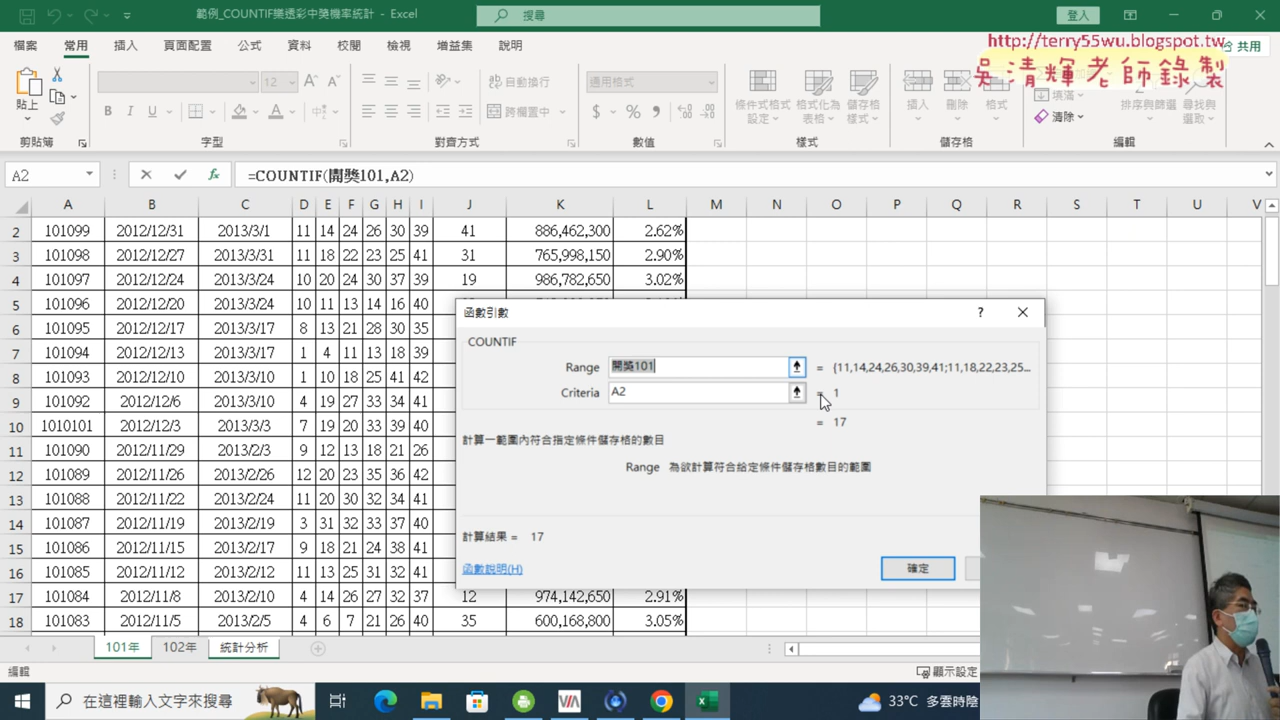 範例_COUNTIF樂透彩中獎機率統計 - Excel
搜尋
登入
檔案 常用 插入 頁面配置 公式 資料 校閱 檢視 增益集 說明
共用
http://terry55wu.blogspot.tw
吳清輝老師錄製
貼上
12
自動換行
通用格式
B I U
跨欄置中
條件式格式設定
格式化為表格
儲存格樣式
插入
刪除
格式
填滿
清除
排序與篩選
尋找與選取
剪貼簿 字型 對齊方式 數值 樣式 儲存格 編輯
A2
=COUNTIF(開獎101,A2)
A B C D E F G H I J K L M N O P Q R S T U V
2 101099 2012/12/31 2013/3/1 11 14 24 26 30 39 41 886,462,300 2.62%
3 101098 2012/12/27 2013/3/31 11 18 22 23 25 41 31 765,998,150 2.90%
4 101097 2012/12/24 2013/3/24 10 20 24 30 37 39 19 986,782,650 3.02%
5 101096 2012/12/20 2013/3/24 10 11 13 14 16 40
6 101095 2012/12/17 2013/3/17 8 13 21 28 30 35
7 101094 2012/12/13 2013/3/17 1 4 11 13 18 39
8 101093 2012/12/10 2013/3/10 1 10 18 25 41 42
9 101092 2012/12/6 2013/3/10 4 19 27 33 34 41
10 1010101 2012/12/3 2013/3/3 7 19 20 33 39 40
11 101090 2012/11/29 2013/2/3 9 12 13 18 21 26
12 101089 2012/11/26 2013/2/26 12 20 23 35 36 42
13 101088 2012/11/22 2013/2/24 11 20 30 32 34 41
14 101087 2012/11/19 2013/2/19 3 31 32 33 37 40
15 101086 2012/11/15 2013/2/17 9 18 21 24 38 41
16 101085 2012/11/12 2013/2/12 11 13 25 31 32 41
17 101084 2012/11/8 2013/2/10 4 14 26 27 32 37 12 974,142,650 2.91%
18 101083 2012/11/5 2013/2/5 4 6 7 21 26 40 35 600,168,800 3.05%
函數引數
?
COUNTIF
Range 開獎101 = {11,14,24,26,30,39,41;11,18,22,23,25...
Criteria A2 = 1
= 17
計算一範圍內符合指定條件儲存格的數目
Range 為欲計算符合給定條件儲存格數目的範圍
計算結果 = 17
函數說明(H)
確定
101年 102年 統計分析
編輯
顯示設定
在這裡輸入文字來搜尋
33°C 多雲時陰